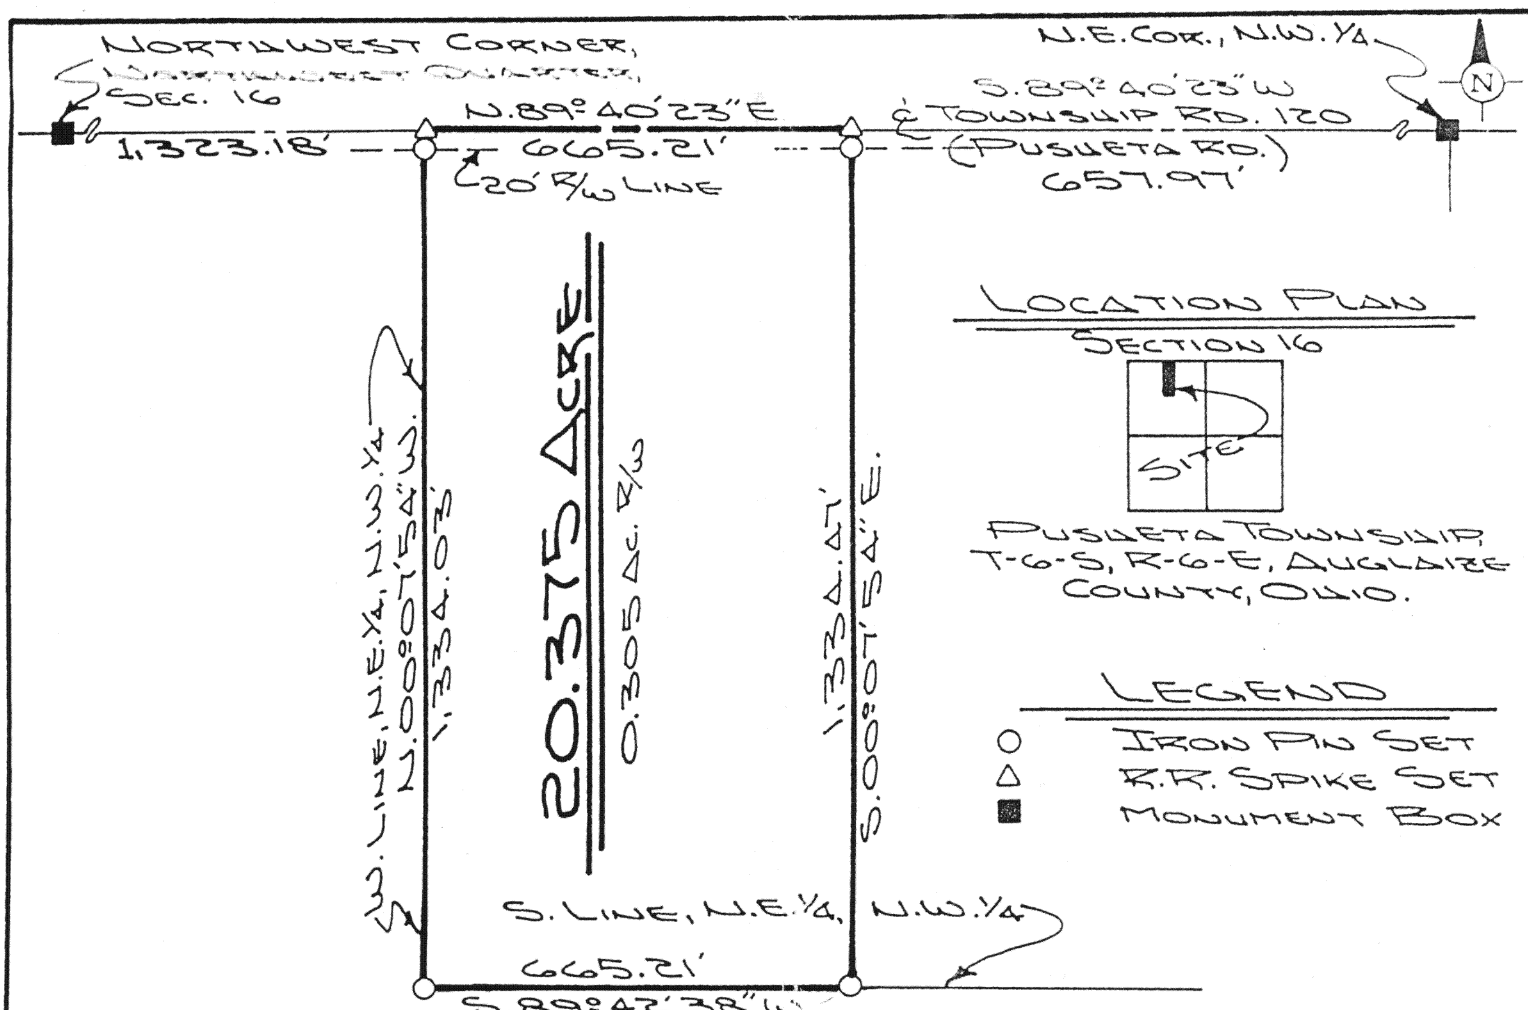 NORTHWEST CORNER,
NORTHWEST QUARTER,
SEC. 16
N.E. COR., N.W. 1/4
N
N. 89° 40' 23" E
S. 89° 40' 23" W
℄ TOWNSHIP RD. 120
1,323.18'
665.21'
(PUSHETA RD.)
657.97'
20' R/W LINE
LOCATION PLAN
SECTION 16
SITE
PUSHETA TOWNSHIP,
T-6-S, R-6-E, AUGLAIZE
COUNTY, OHIO.
W. LINE, N.E. 1/4, N.W. 1/4
N. 00° 07' 54" W.
1,334.03'
20.375 ACRE
0.305 AC. R/W
1,334.47'
S. 00° 07' 54" E.
LEGEND
IRON PIN SET
R.R. SPIKE SET
MONUMENT BOX
S. LINE, N.E. 1/4, N.W. 1/4
665.21'
S. 89°
38" W